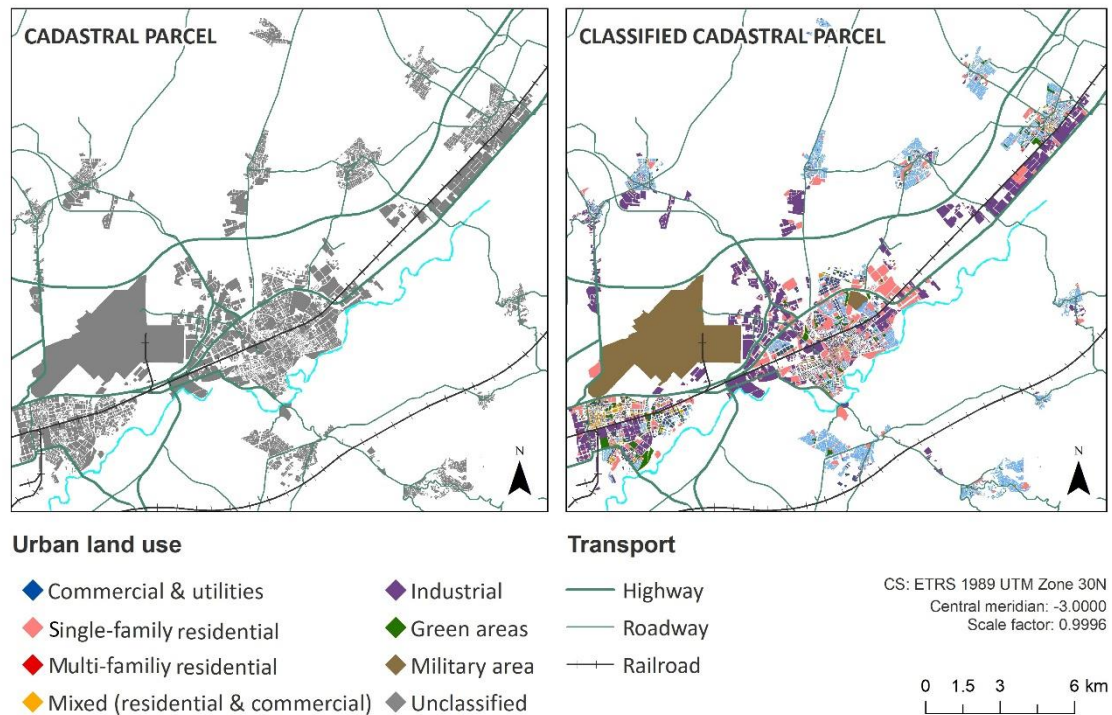 CADASTRAL PARCEL
CLASSIFIED CADASTRAL PARCEL
N
N
Urban land use
Commercial & utilities
Single-family residential
Multi-familiy residential
Mixed (residential & commercial)
Industrial
Green areas
Military area
Unclassified
Transport
Highway
Roadway
Railroad
CS: ETRS 1989 UTM Zone 30N
Central meridian: -3.0000
Scale factor: 0.9996
0 1.5 3 6 km